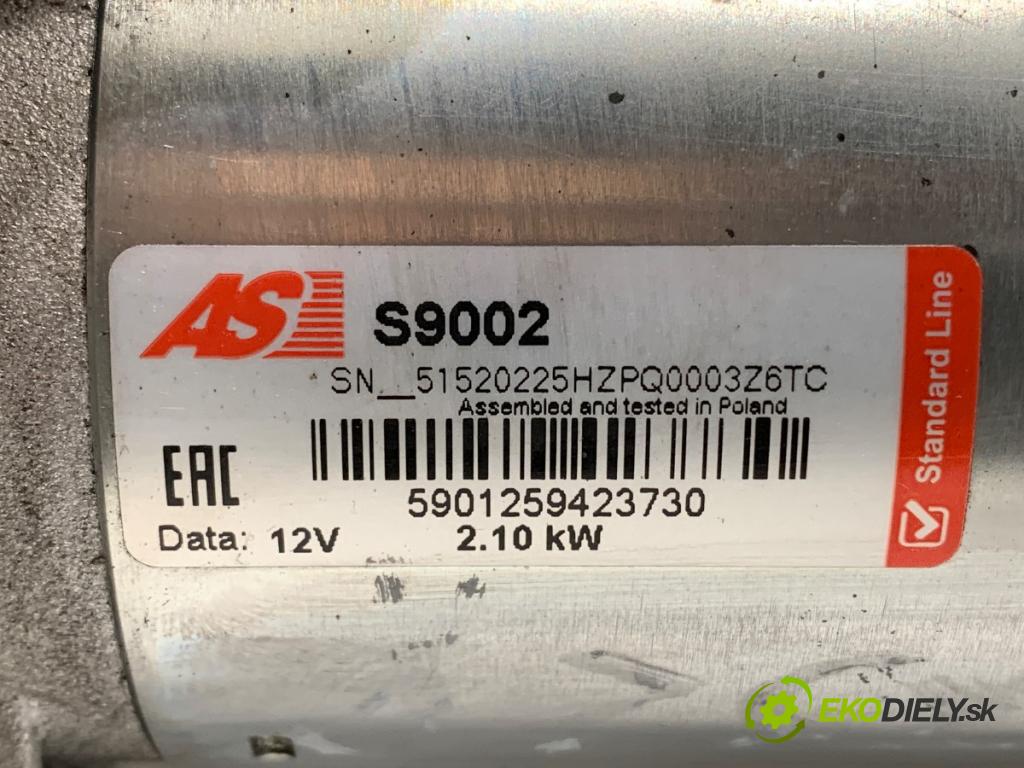 AS
S9002
SN__51520225HZPQ0003Z6TC
Assembled and tested in Poland
EAC
5901259423730
Data: 12V 2.10 kW
Standard Line
EKODIELY.sk